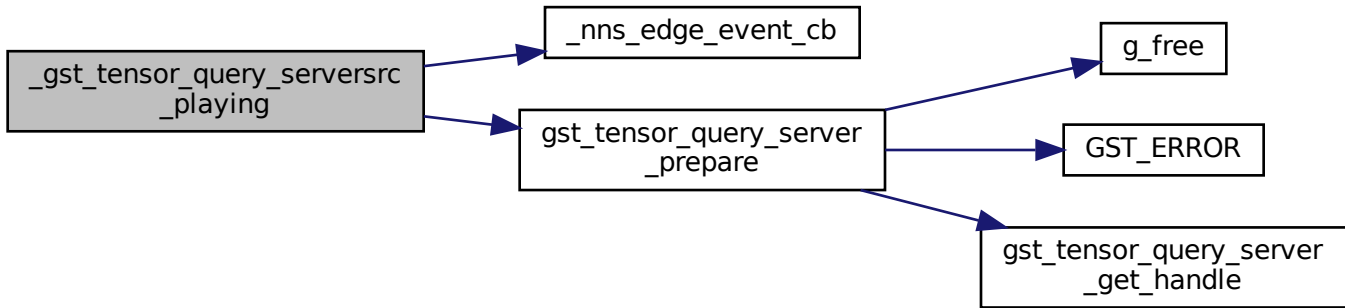 _gst_tensor_query_serversrc
_playing
_nns_edge_event_cb
gst_tensor_query_server
_prepare
g_free
GST_ERROR
gst_tensor_query_server
_get_handle